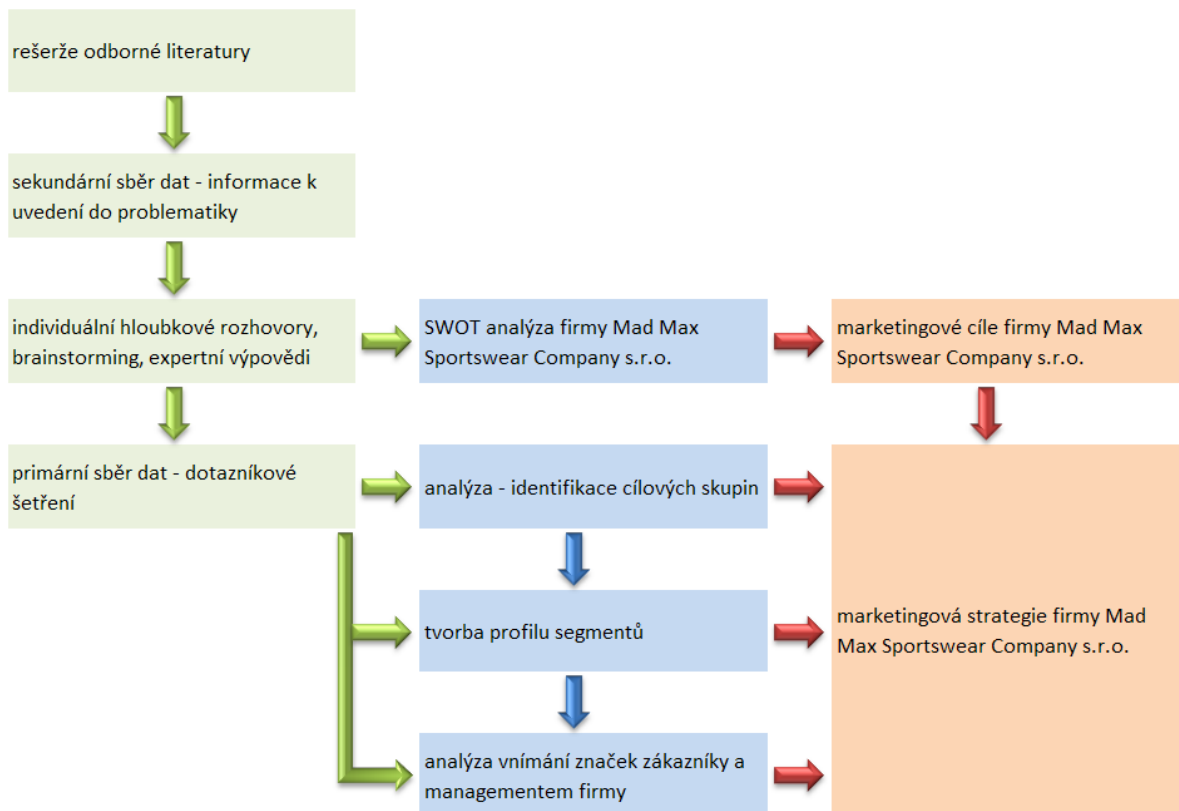 rešerže odborné literatury
sekundární sběr dat - informace k
uvedení do problematiky
individuální hloubkové rozhovory,
brainstorming, expertní výpovědi
SWOT analýza firmy Mad Max
Sportswear Company s.r.o.
marketingové cíle firmy Mad Max
Sportswear Company s.r.o.
primární sběr dat - dotazníkové
šetření
analýza - identifikace cílových skupin
tvorba profilu segmentů
marketingová strategie firmy Mad
Max Sportswear Company s.r.o.
analýza vnímání značek zákazníky a
managementem firmy